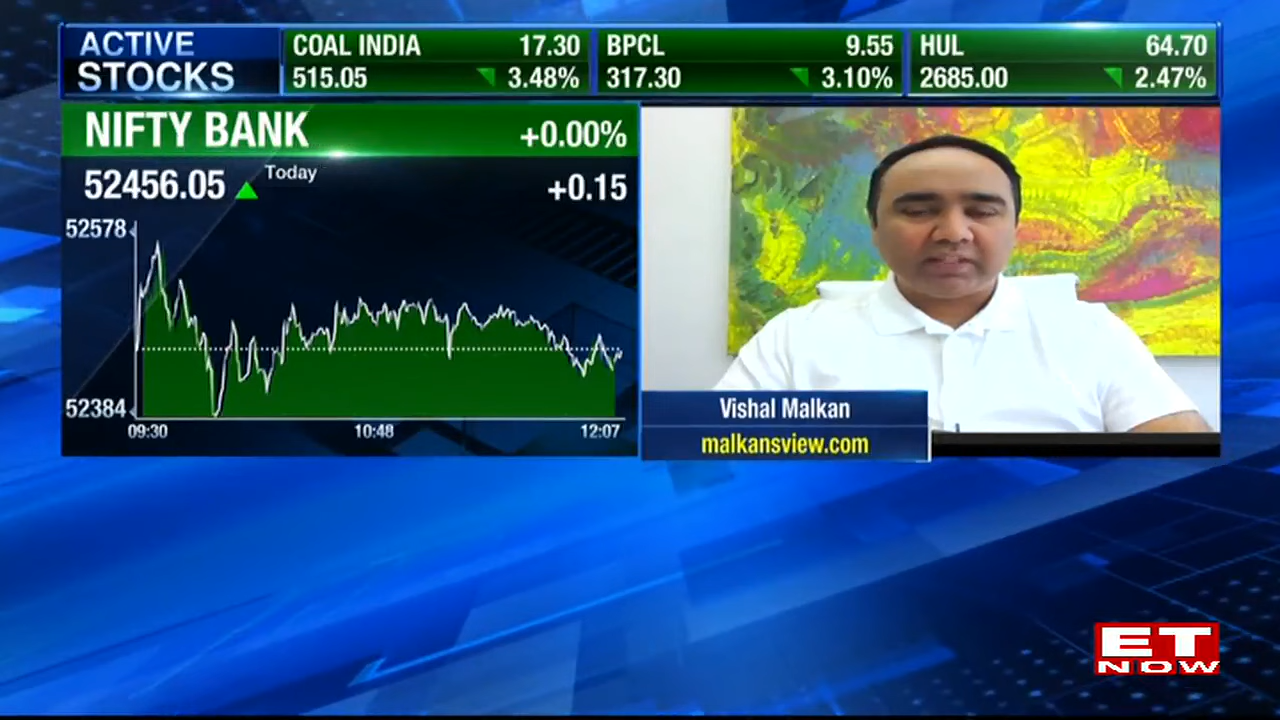 ACTIVE
STOCKS
COAL INDIA 17.30
515.05 3.48%
BPCL 9.55
317.30 3.10%
HUL 64.70
2685.00 2.47%
NIFTY BANK +0.00%
Today
52456.05 +0.15
52578
52384
09:30 10:48 12:07
Vishal Malkan
malkansview.com
ET
NOW